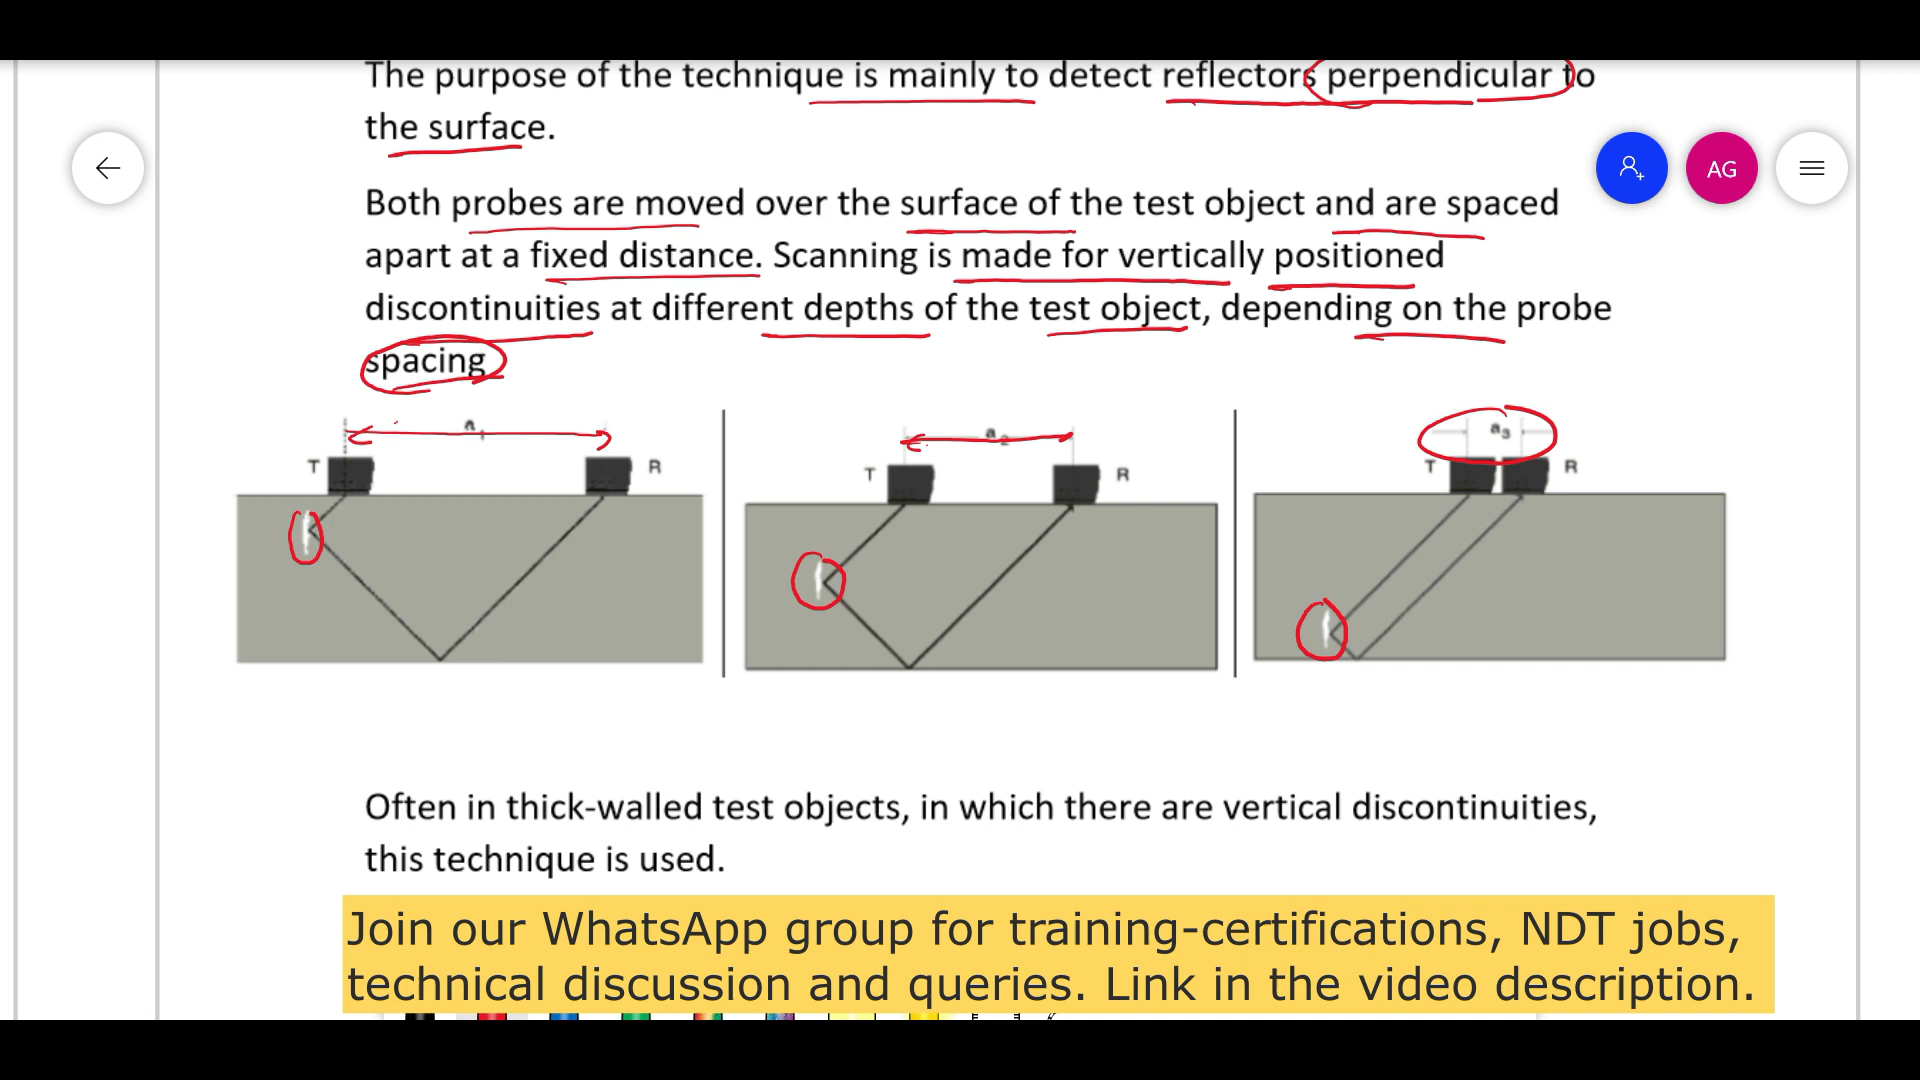 The purpose of the technique is mainly to detect reflectors perpendicular to
the surface.
AG
Both probes are moved over the surface of the test object and are spaced
apart at a fixed distance. Scanning is made for vertically positioned
discontinuities at different depths of the test object, depending on the probe
spacing
a1 a2 a3
T R T R T R
Often in thick-walled test objects, in which there are vertical discontinuities,
this technique is used.
Join our WhatsApp group for training-certifications, NDT jobs,
technical discussion and queries. Link in the video description.